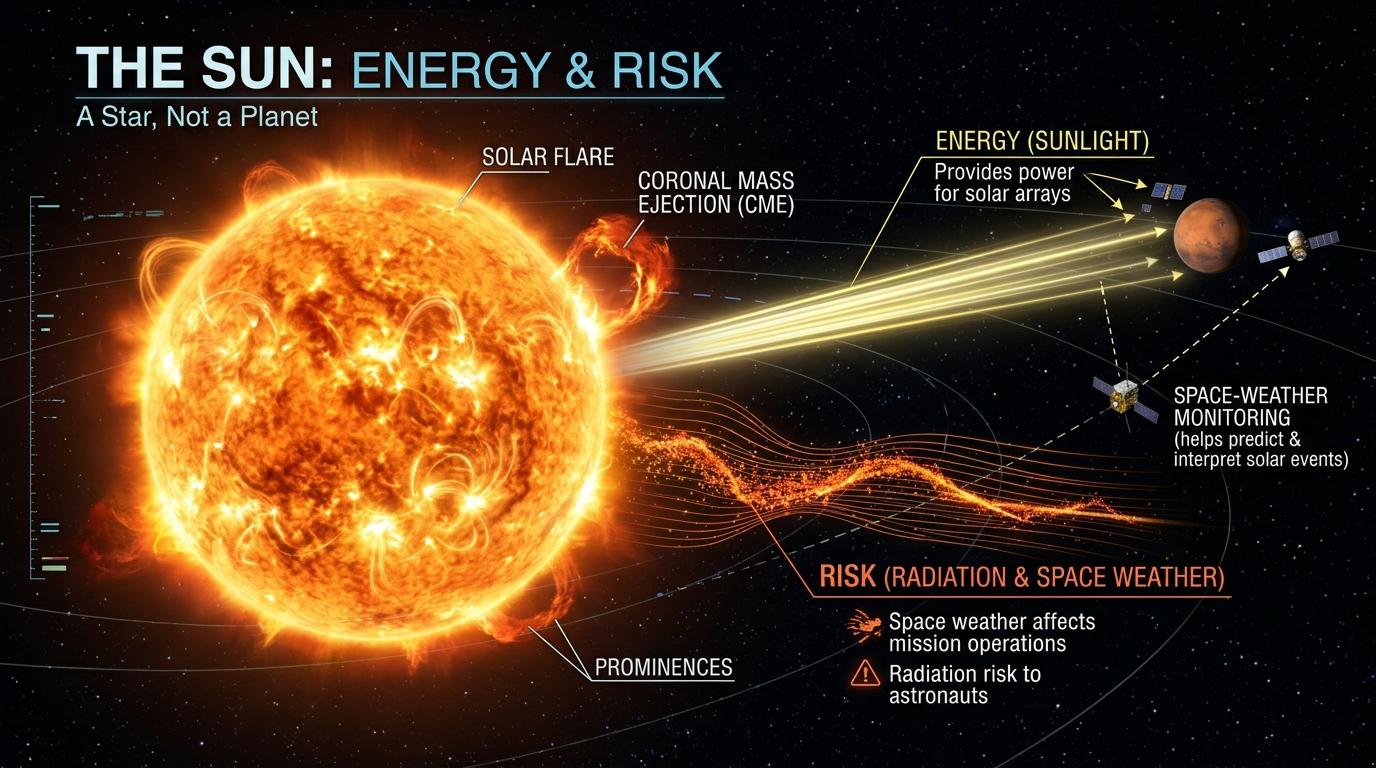 THE SUN: ENERGY & RISK
A Star, Not a Planet
SOLAR FLARE
CORONAL MASS
EJECTION (CME)
ENERGY (SUNLIGHT)
Provides power
for solar arrays
SPACE-WEATHER
MONITORING
(helps predict &
interpret solar events)
RISK (RADIATION & SPACE WEATHER)
Space weather affects
mission operations
Radiation risk to
astronauts
PROMINENCES